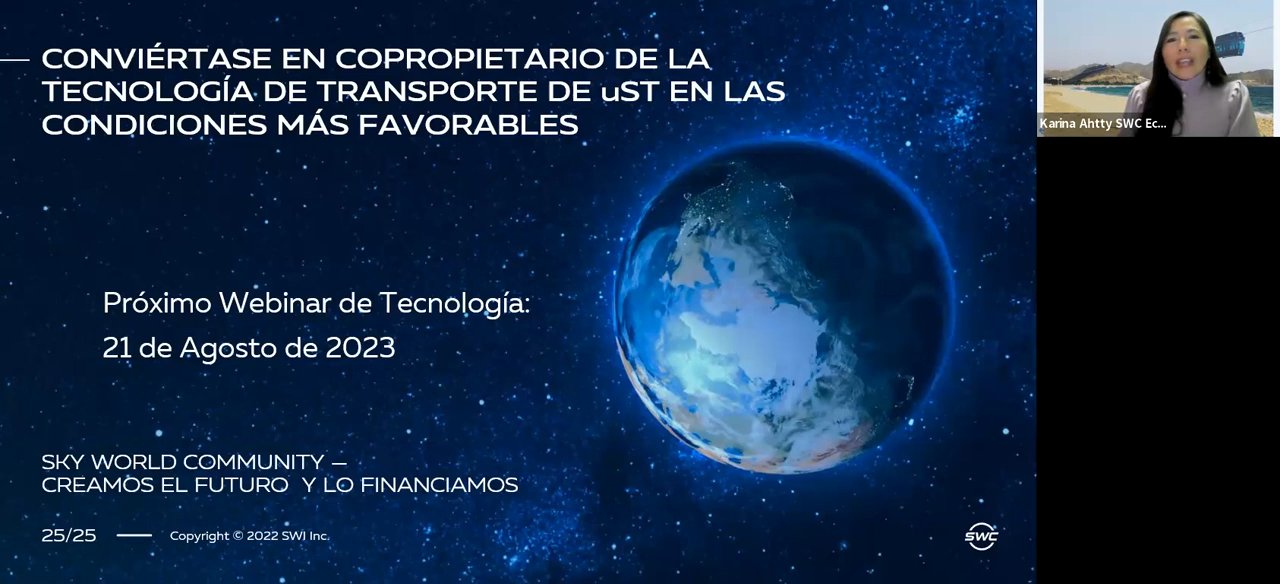 CONVIÉRTASE EN COPROPIETARIO DE LA
TECNOLOGÍA DE TRANSPORTE DE uST EN LAS
CONDICIONES MÁS FAVORABLES
Próximo Webinar de Tecnología:
21 de Agosto de 2023
SKY WORLD COMMUNITY –
CREAMOS EL FUTURO Y LO FINANCIAMOS
25/25
Copyright © 2022 SWI Inc.
SWC
Karina Ahtty SWC Ec...